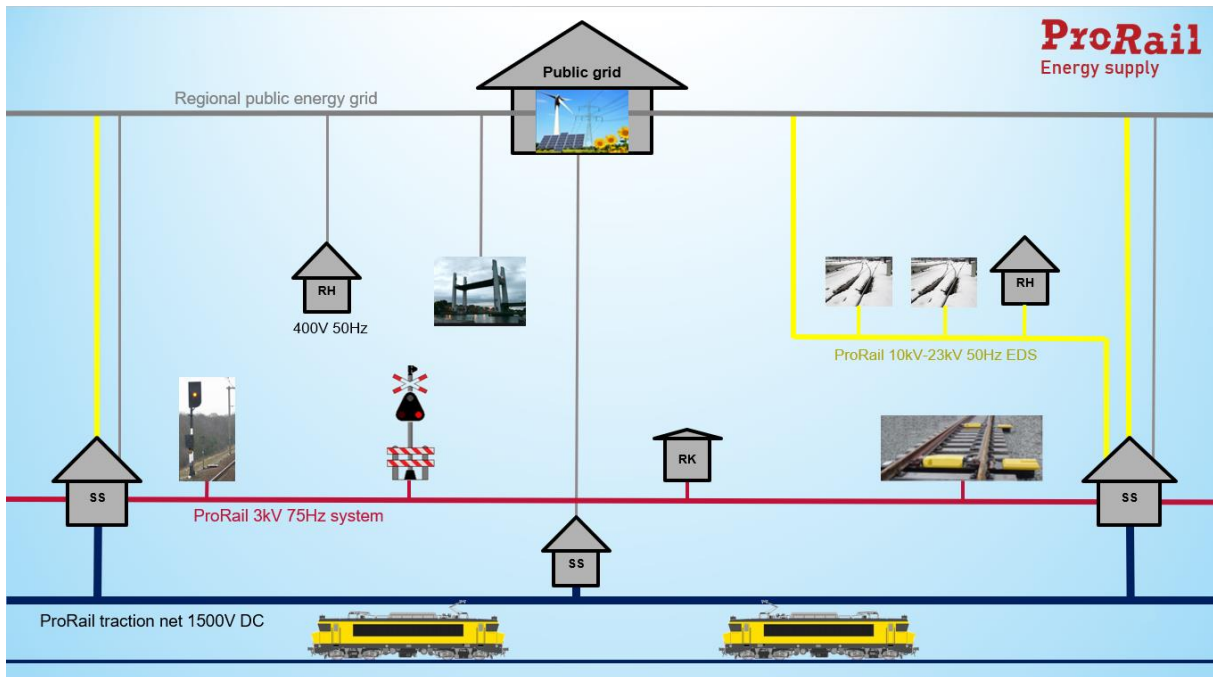 ProRail
Energy supply
Public grid
Regional public energy grid
RH
400V 50Hz
RH
ProRail 10kV-23kV 50Hz EDS
RK
SS
SS
ProRail 3kV 75Hz system
SS
ProRail traction net 1500V DC